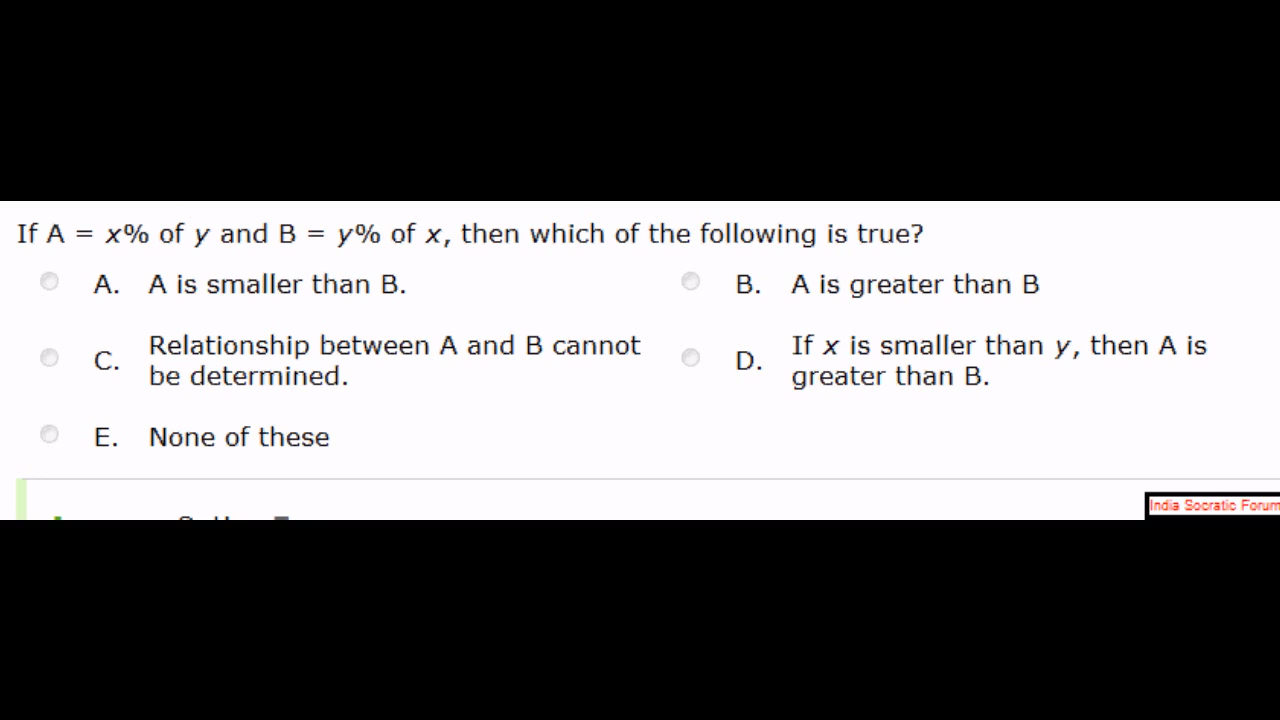 If A = x% of y and B = y% of x, then which of the following is true?
A. A is smaller than B.
B. A is greater than B
C. Relationship between A and B cannot
be determined.
D. If x is smaller than y, then A is
greater than B.
E. None of these
India Socratic Forum